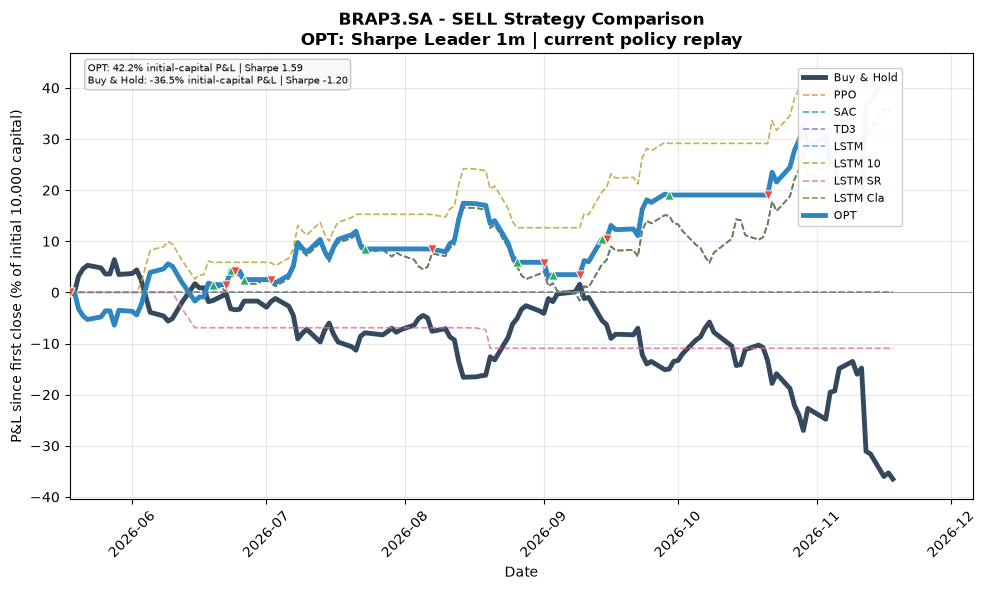 BRAP3.SA - SELL Strategy Comparison
OPT: Sharpe Leader 1m | current policy replay
OPT: 42.2% initial-capital P&L | Sharpe 1.59
Buy & Hold: -36.5% initial-capital P&L | Sharpe -1.20
Buy & Hold
PPO
SAC
TD3
LSTM
LSTM 10
LSTM SR
LSTM Cla
OPT
P&L since first close (% of initial 10,000 capital)
40
30
20
10
0
−10
−20
−30
−40
2026-06
2026-07
2026-08
2026-09
2026-10
2026-11
2026-12
Date